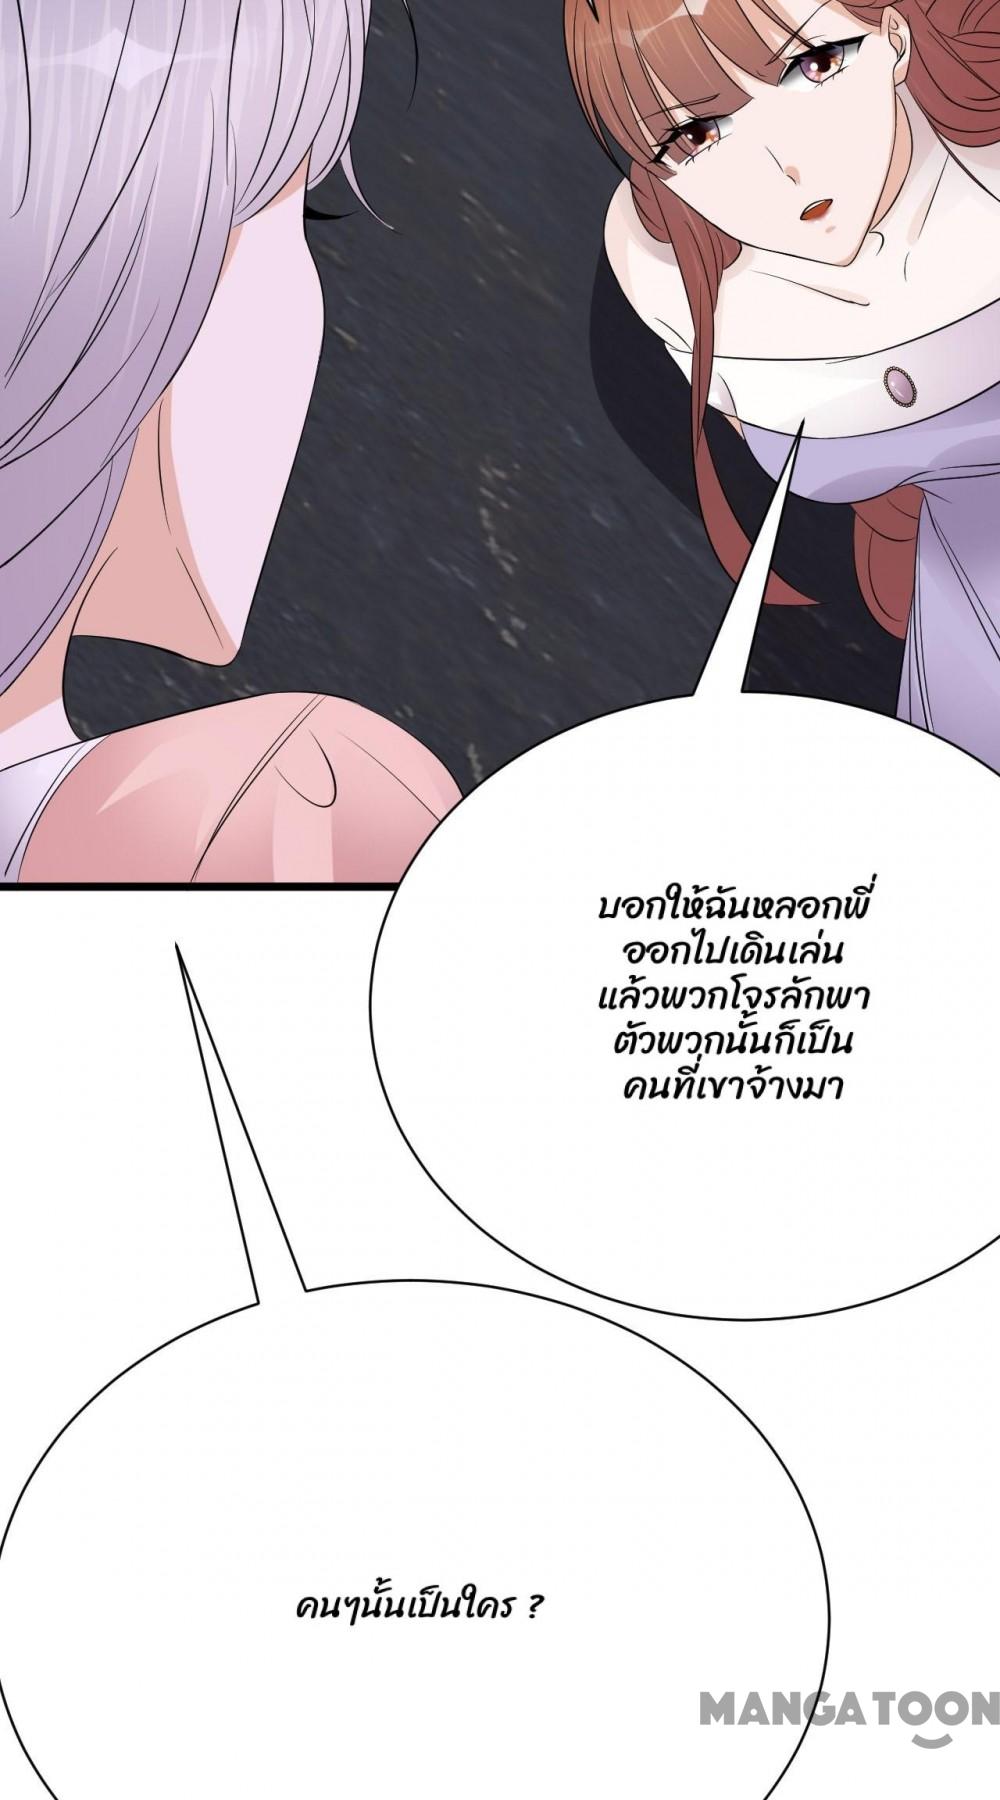 บอกให้ฉันหลอกพี่
ออกไปเดินเล่น
แล้วพวกโจรลักพา
ตัวพวกนั้นก็เป็น
คนที่เขาจ้างมา
คนๆนั้นเป็นใคร ?
MANGATOON